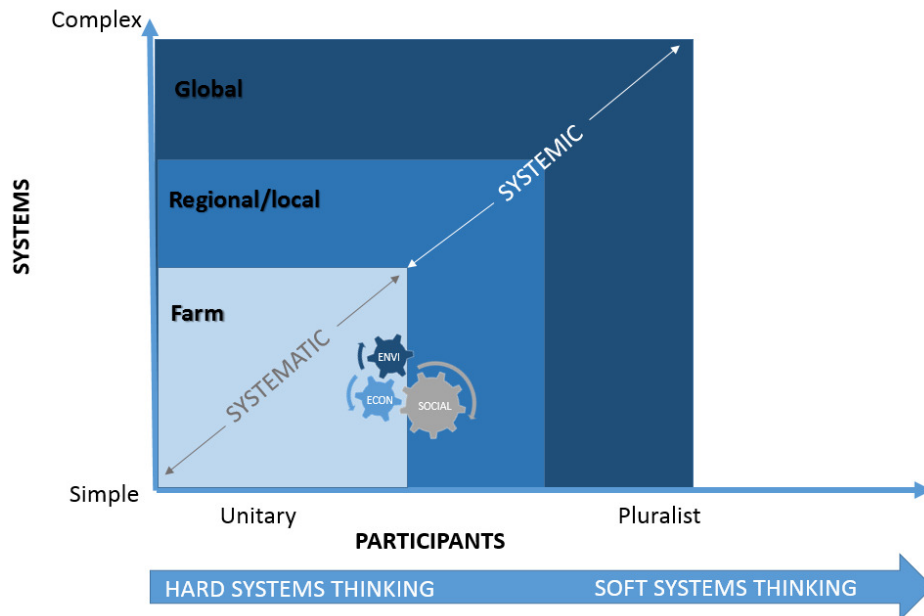 Complex
Global
SYSTEMIC
Regional/local
SYSTEMS
Farm
SYSTEMATIC
ENVI
ECON
SOCIAL
Simple
Unitary
Pluralist
PARTICIPANTS
HARD SYSTEMS THINKING
SOFT SYSTEMS THINKING